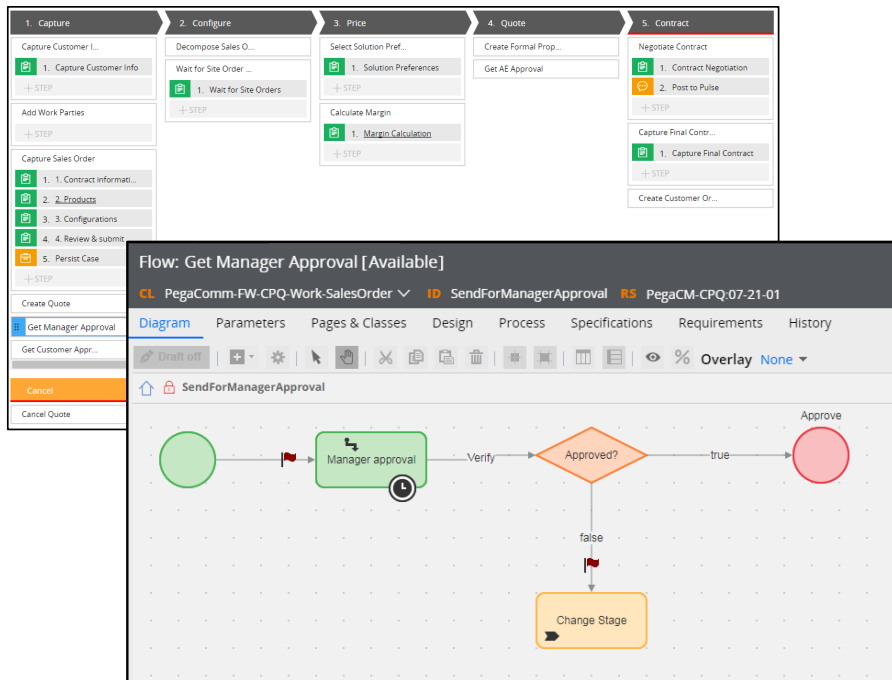 1. Capture
2. Configure
3. Price
4. Quote
5. Contract
Capture Customer I...
1. Capture Customer Info
+ STEP
Add Work Parties
+ STEP
Capture Sales Order
1. 1. Contract informati...
2. 2. Products
3. 3. Configurations
4. 4. Review & submit
5. Persist Case
+ STEP
Create Quote
Get Manager Approval
Get Customer Appr...
Cancel
Cancel Quote
Decompose Sales O...
Wait for Site Order ...
1. Wait for Site Orders
+ STEP
Select Solution Pref...
1. Solution Preferences
+ STEP
Calculate Margin
1. Margin Calculation
+ STEP
Create Formal Prop...
Get AE Approval
Negotiate Contract
1. Contract Negotiation
2. Post to Pulse
+ STEP
Capture Final Contr...
1. Capture Final Contract
+ STEP
Create Customer Or...
Flow: Get Manager Approval [Available]
CL PegaComm-FW-CPQ-Work-SalesOrder ID SendForManagerApproval RS PegaCM-CPQ:07-21-01
Diagram Parameters Pages & Classes Design Process Specifications Requirements History
Draft off Overlay None
SendForManagerApproval
Approve
Manager approval
Verify
Approved?
true
false
Change Stage